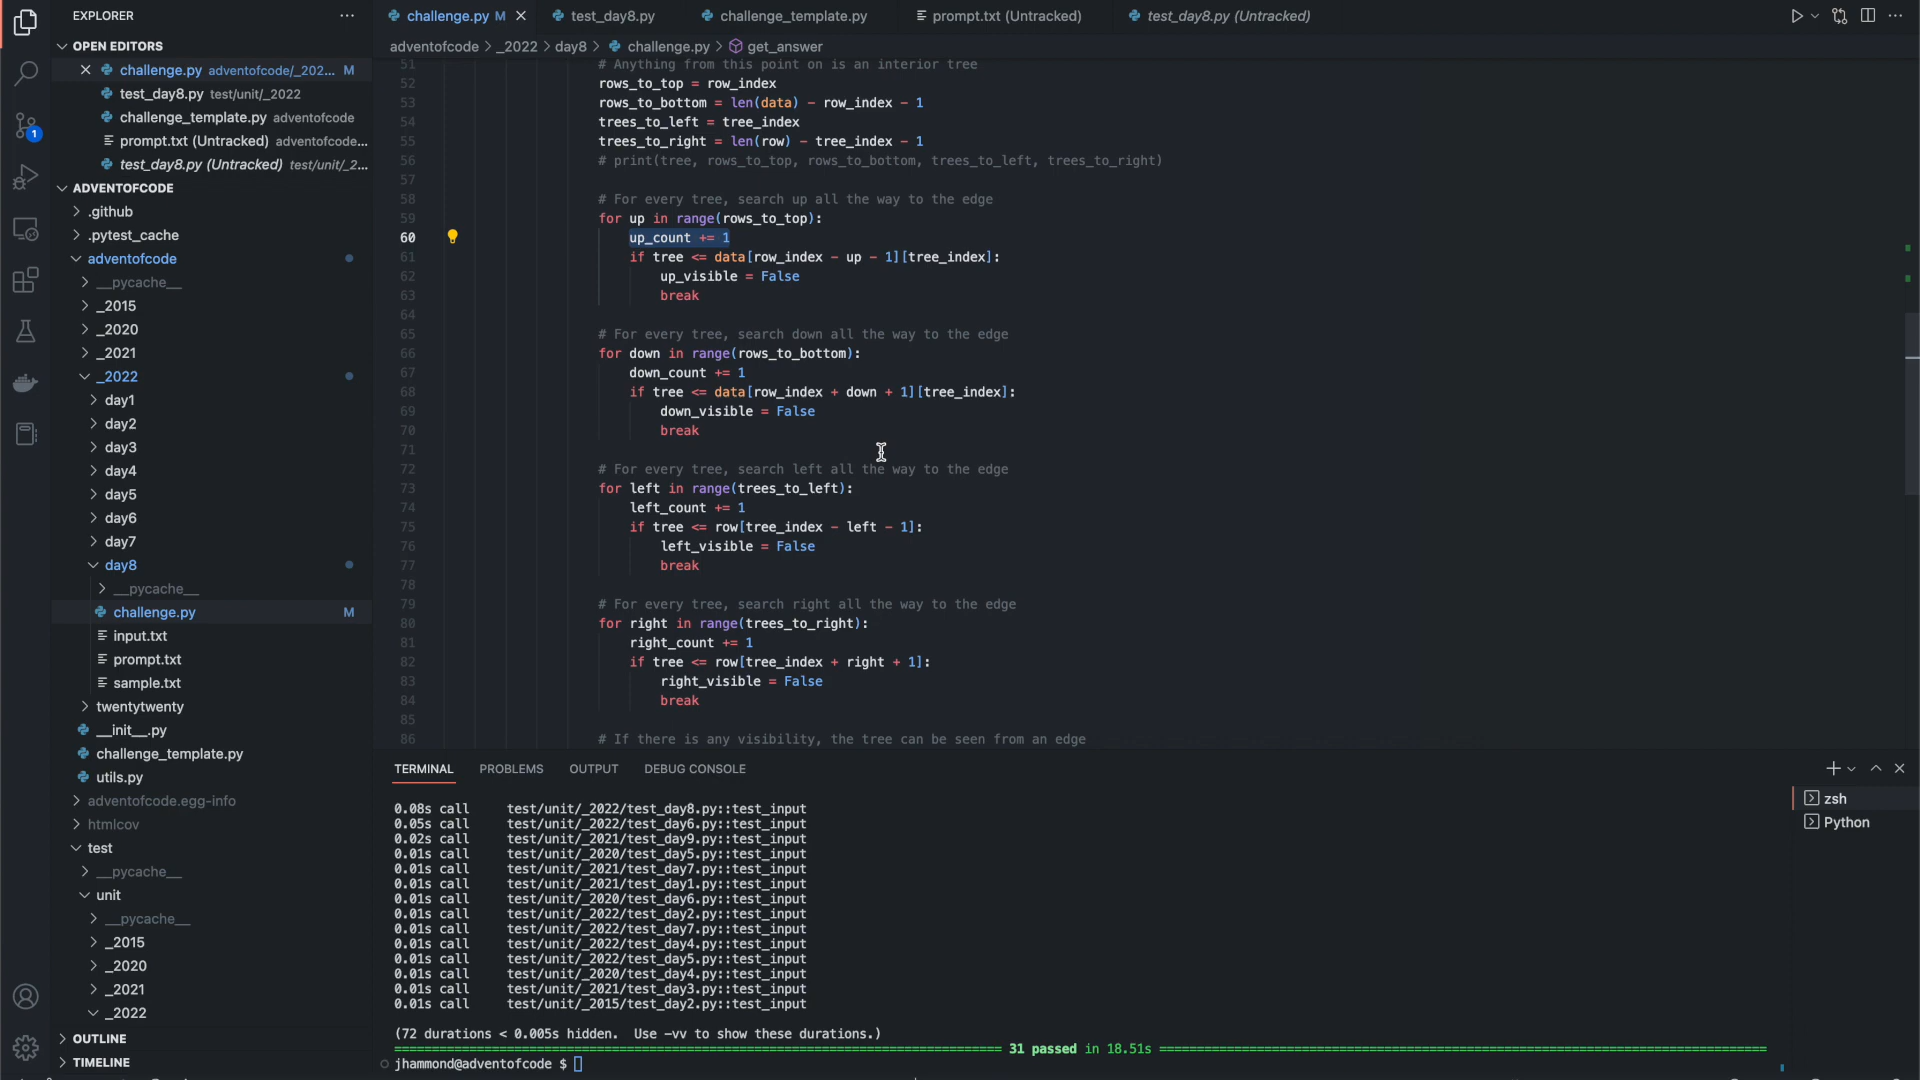 EXPLORER
OPEN EDITORS
challenge.py adventofcode/_202... M
test_day8.py test/unit/_2022
challenge_template.py adventofcode
prompt.txt (Untracked) adventofcode...
test_day8.py (Untracked) test/unit/_2...
ADVENTOFCODE
.github
.pytest_cache
adventofcode
__pycache__
_2015
_2020
_2021
_2022
day1
day2
day3
day4
day5
day6
day7
day8
__pycache__
challenge.py M
input.txt
prompt.txt
sample.txt
twentytwenty
__init__.py
challenge_template.py
utils.py
adventofcode.egg-info
htmlcov
test
__pycache__
unit
__pycache__
_2015
_2020
_2021
_2022
OUTLINE
TIMELINE
1
challenge.py M test_day8.py challenge_template.py prompt.txt (Untracked) test_day8.py (Untracked)
adventofcode > _2022 > day8 > challenge.py > get_answer
51 # Anything from this point on is an interior tree
52 rows_to_top = row_index
53 rows_to_bottom = len(data) - row_index - 1
54 trees_to_left = tree_index
55 trees_to_right = len(row) - tree_index - 1
56 # print(tree, rows_to_top, rows_to_bottom, trees_to_left, trees_to_right)
57
58 # For every tree, search up all the way to the edge
59 for up in range(rows_to_top):
60 up_count += 1
61 if tree <= data[row_index - up - 1][tree_index]:
62 up_visible = False
63 break
64
65 # For every tree, search down all the way to the edge
66 for down in range(rows_to_bottom):
67 down_count += 1
68 if tree <= data[row_index + down + 1][tree_index]:
69 down_visible = False
70 break
71
72 # For every tree, search left all the way to the edge
73 for left in range(trees_to_left):
74 left_count += 1
75 if tree <= row[tree_index - left - 1]:
76 left_visible = False
77 break
78
79 # For every tree, search right all the way to the edge
80 for right in range(trees_to_right):
81 right_count += 1
82 if tree <= row[tree_index + right + 1]:
83 right_visible = False
84 break
85
86 # If there is any visibility, the tree can be seen from an edge
TERMINAL PROBLEMS OUTPUT DEBUG CONSOLE
0.08s call test/unit/_2022/test_day8.py::test_input
0.05s call test/unit/_2022/test_day6.py::test_input
0.02s call test/unit/_2021/test_day9.py::test_input
0.01s call test/unit/_2020/test_day5.py::test_input
0.01s call test/unit/_2021/test_day7.py::test_input
0.01s call test/unit/_2021/test_day1.py::test_input
0.01s call test/unit/_2020/test_day6.py::test_input
0.01s call test/unit/_2022/test_day2.py::test_input
0.01s call test/unit/_2022/test_day7.py::test_input
0.01s call test/unit/_2022/test_day4.py::test_input
0.01s call test/unit/_2022/test_day5.py::test_input
0.01s call test/unit/_2020/test_day4.py::test_input
0.01s call test/unit/_2021/test_day3.py::test_input
0.01s call test/unit/_2015/test_day2.py::test_input
(72 durations < 0.005s hidden. Use -vv to show these durations.)
31 passed in 18.51s
jhammond@adventofcode $
zsh
Python